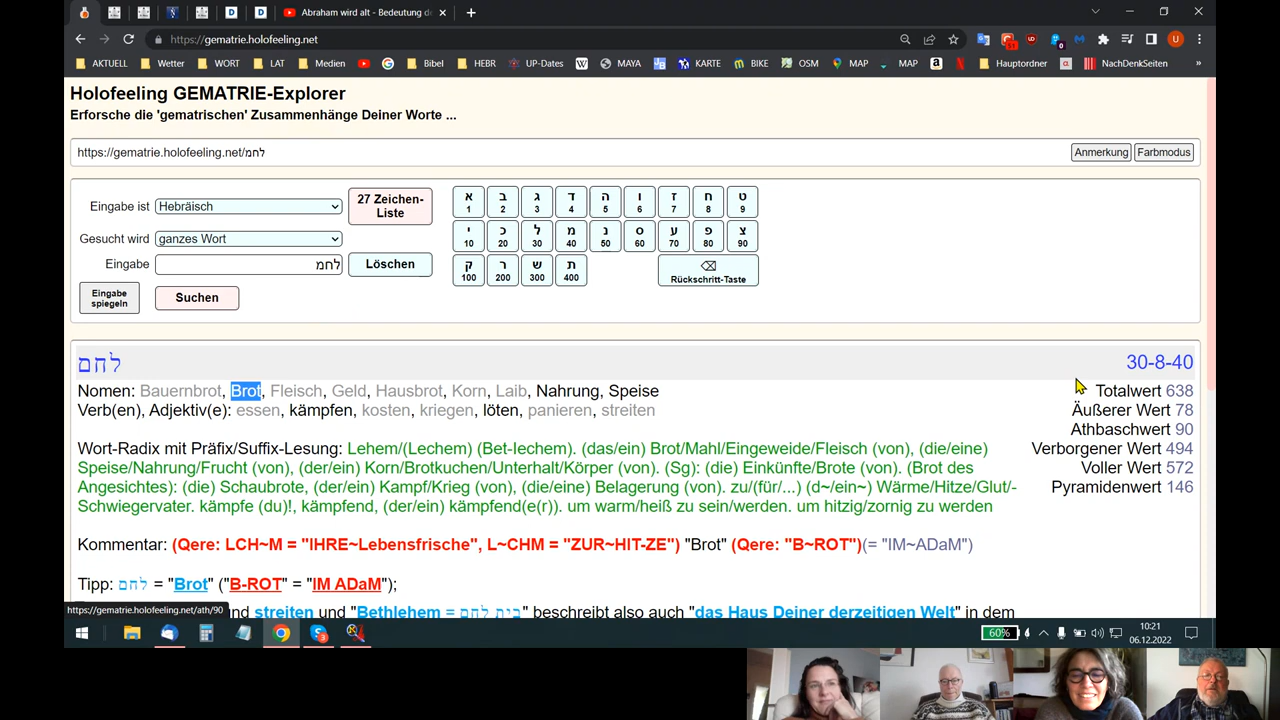 Abraham wird alt - Bedeutung de
https://gematrie.holofeeling.net
AKTUELL Wetter WORT LAT Medien Bibel HEBR UP-Dates MAYA KARTE BIKE OSM MAP MAP Hauptordner NachDenkSeiten
Holofeeling GEMATRIE-Explorer
Erforsche die 'gematrischen' Zusammenhänge Deiner Worte ...
https://gematrie.holofeeling.net/לחמ Anmerkung Farbmodus
Eingabe ist Hebräisch 27 Zeichen-Liste
Gesucht wird ganzes Wort
Eingabe לחמ Löschen
Eingabe spiegeln Suchen
א ב ג ד ה ו ז ח ט
1 2 3 4 5 6 7 8 9
י כ ל מ נ ס ע פ צ
10 20 30 40 50 60 70 80 90
ק ר ש ת ⌫
100 200 300 400 Rückschritt-Taste
לחם 30-8-40
Nomen: Bauernbrot, Brot, Fleisch, Geld, Hausbrot, Korn, Laib, Nahrung, Speise
Totalwert 638
Verb(en), Adjektiv(e): essen, kämpfen, kosten, kriegen, löten, panieren, streiten
Äußerer Wert 78
Athbaschwert 90
Wort-Radix mit Präfix/Suffix-Lesung: Lehem/(Lechem) (Bet-lechem). (das/ein) Brot/Mahl/Eingeweide/Fleisch (von), (die/eine)
Verborgener Wert 494
Speise/Nahrung/Frucht (von), (der/ein) Korn/Brotkuchen/Unterhalt/Körper (von). (Sg): (die) Einkünfte/Brote (von). (Brot des
Voller Wert 572
Angesichtes): (die) Schaubrote, (der/ein) Kampf/Krieg (von), (die/eine) Belagerung (von). zu/(für/...) (d~/ein~) Wärme/Hitze/Glut/-
Pyramidenwert 146
Schwiegervater. kämpfe (du)!, kämpfend, (der/ein) kämpfend(e(r)). um warm/heiß zu sein/werden. um hitzig/zornig zu werden
Kommentar: (Qere: LCH~M = "IHRE~Lebensfrische", L~CHM = "ZUR~HIT-ZE") "Brot" (Qere: "B~ROT")(= "IM~ADaM")
Tipp: לחם = "Brot" ("B-ROT" = "IM ADaM");
https://gematrie.holofeeling.net/ath/90
nd streiten und "Bethlehem = בית לחם" beschreibt also auch "das Haus Deiner derzeitigen Welt" in dem
60% 10:21
06.12.2022